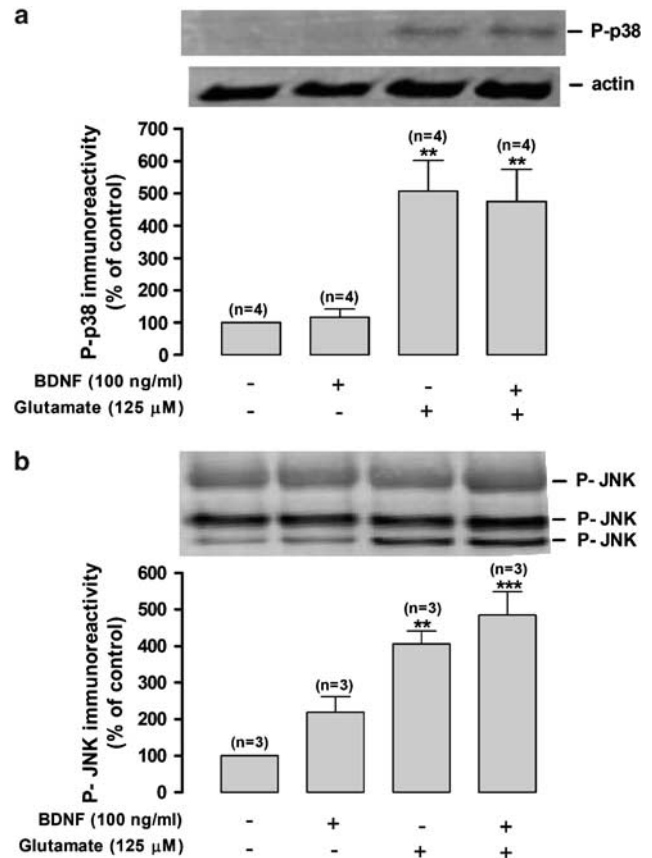 a
P-p38
actin
P-p38 immunoreactivity
(% of control)
700
600
500
400
300
200
100
0
(n=4)
(n=4)
(n=4)
**
(n=4)
**
BDNF (100 ng/ml) - + - +
Glutamate (125 µM) - - + +
b
P- JNK
P- JNK
P- JNK
P- JNK immunoreactivity
(% of control)
600
500
400
300
200
100
0
(n=3)
(n=3)
(n=3)
**
(n=3)
***
BDNF (100 ng/ml) - + - +
Glutamate (125 µM) - - + +